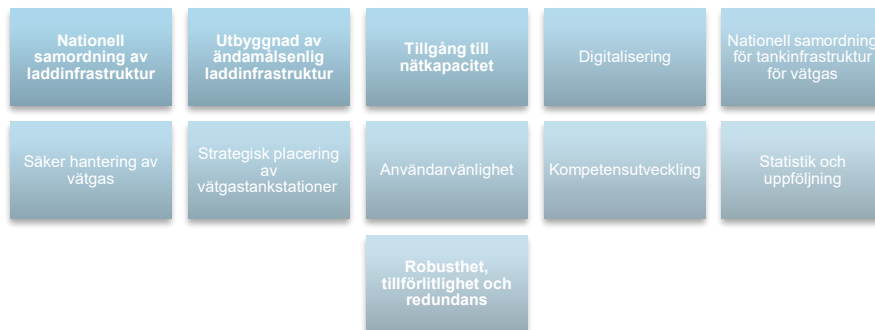 Nationell
samordning av
laddinfrastruktur
Utbyggnad av
ändamålsenlig
laddinfrastruktur
Tillgång till
nätkapacitet
Digitalisering
Nationell samordning
för tankinfrastruktur
för vätgas
Säker hantering av
vätgas
Strategisk placering
av
vätgastankstationer
Användarvänlighet
Kompetensutveckling
Statistik och
uppföljning
Robusthet,
tillförlitlighet och
redundans